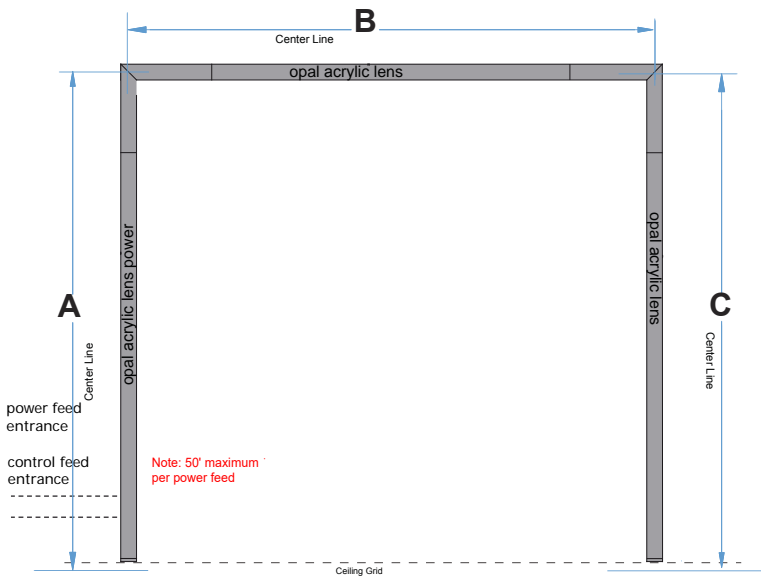 B
Center Line
opal acrylic lens
A
Center Line
opal acrylic lens power
opal acrylic lens
C
Center Line
power feed
entrance
control feed
entrance
Note: 50' maximum
per power feed
Ceiling Grid